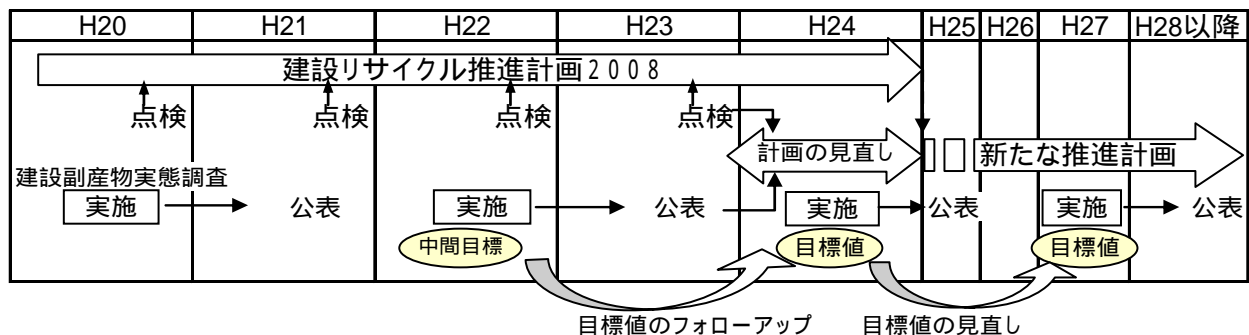 H20 H21 H22 H23 H24 H25 H26 H27 H28以降
建設リサイクル推進計画2008
点検 点検 点検 点検
計画の見直し 新たな推進計画
建設副産物実態調査
実施 公表 実施 公表 実施 公表 実施 公表
中間目標 目標値 目標値
目標値のフォローアップ 目標値の見直し